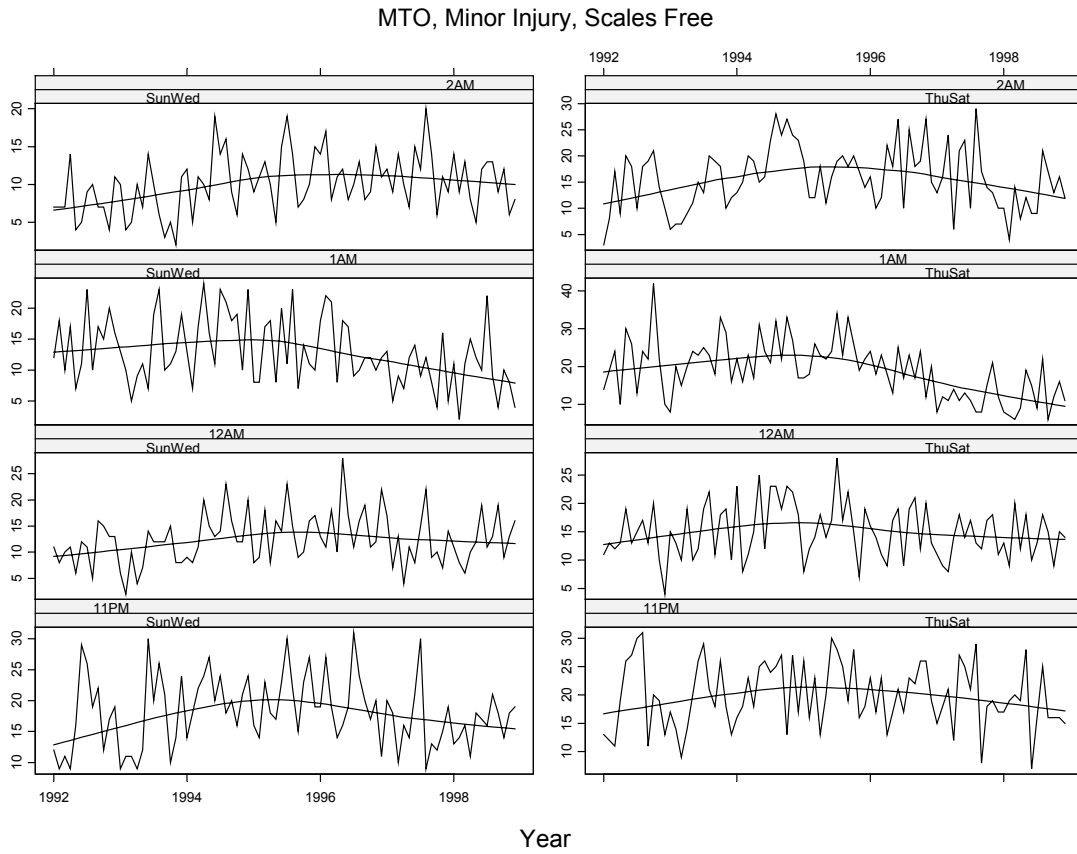 MTO, Minor Injury, Scales Free
1992 1994 1996 1998
2AM 2AM
SunWed ThuSat
5 10 15 20
5 10 15 20 25 30
1AM 1AM
SunWed ThuSat
5 10 15 20
10 20 30 40
12AM 12AM
SunWed ThuSat
5 10 15 20 25
5 10 15 20 25
11PM 11PM
SunWed ThuSat
10 15 20 25 30
10 15 20 25 30
1992 1994 1996 1998
Year